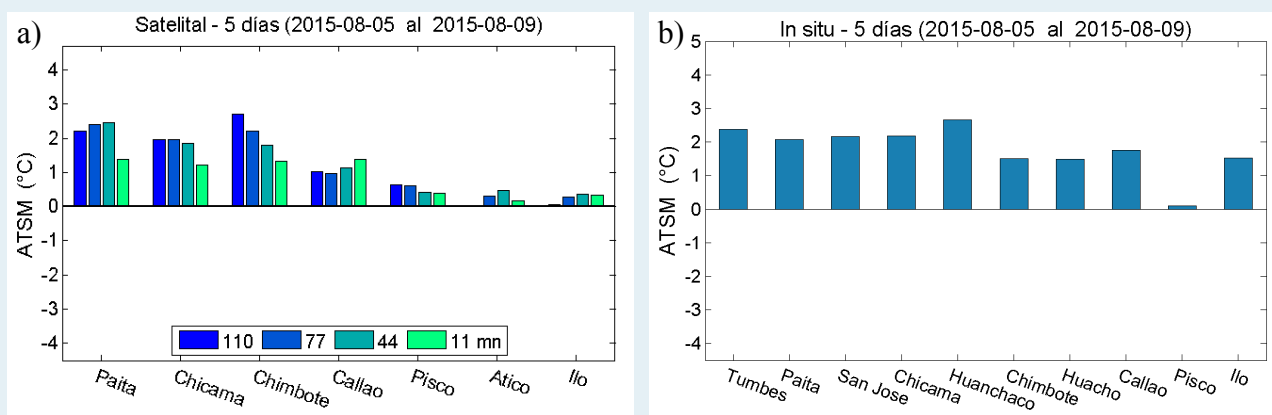 a)
Satelital - 5 días (2015-08-05 al 2015-08-09)
ATSM (°C)
4
3
2
1
0
-1
-2
-3
-4
110 77 44 11 mn
Paita Chicama Chimbote Callao Pisco Atico Ilo
b)
In situ - 5 días (2015-08-05 al 2015-08-09)
ATSM (°C)
5
4
3
2
1
0
-1
-2
-3
-4
Tumbes Paita San Jose Chicama Huanchaco Chimbote Huacho Callao Pisco Ilo